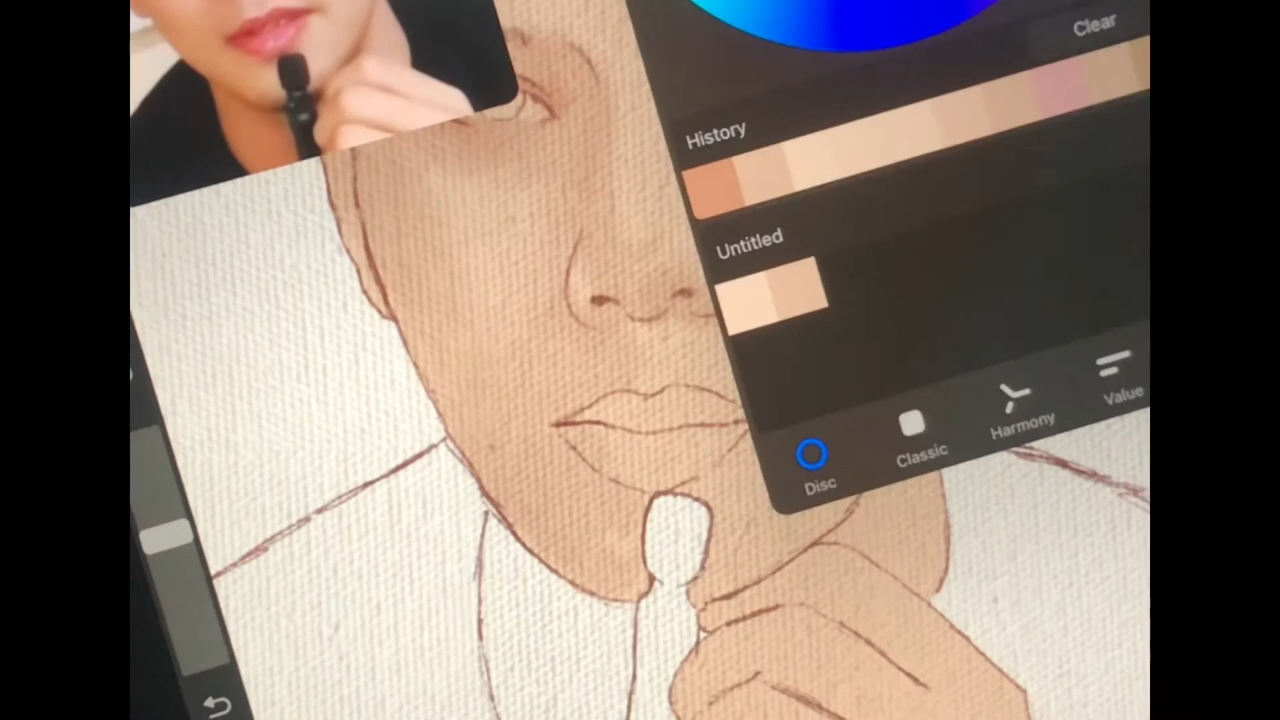 Clear
History
Untitled
Disc
Classic
Harmony
Value